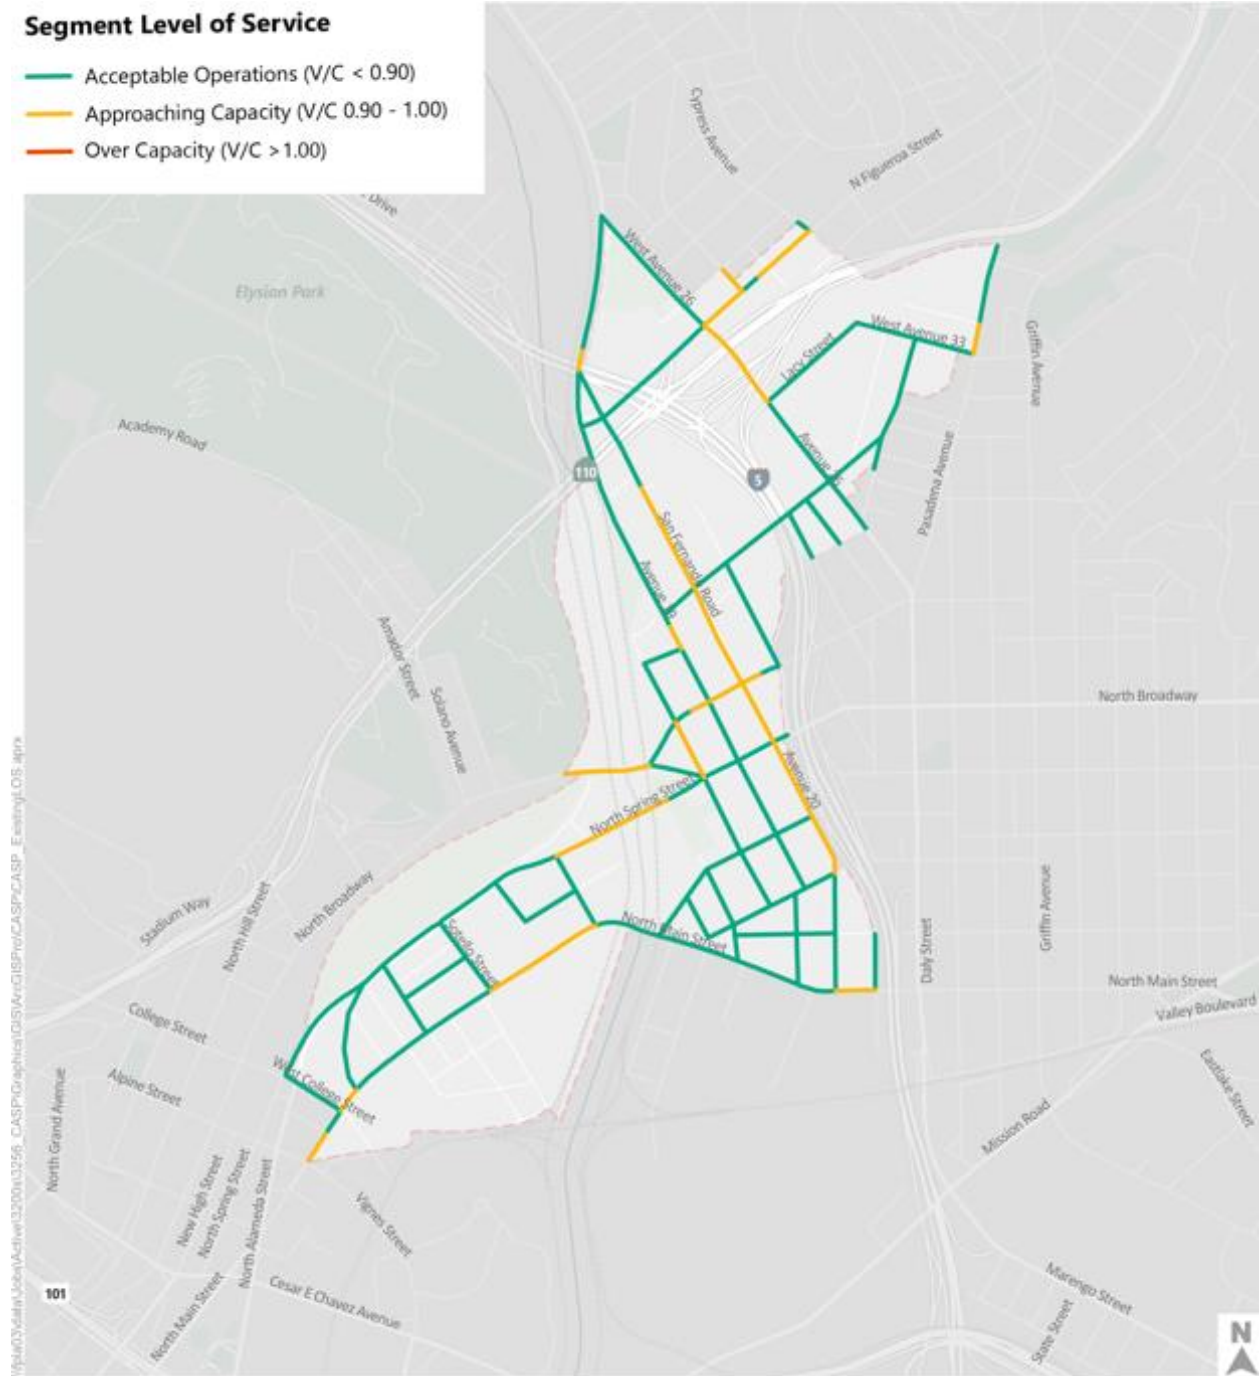 Segment Level of Service
Acceptable Operations (V/C < 0.90)
Approaching Capacity (V/C 0.90 - 1.00)
Over Capacity (V/C >1.00)
Cypress Avenue
N Figueroa Street
Drive
West Avenue 26
Elysian Park
Griffin Avenue
West Avenue 33
Lacy Street
Academy Road
Avenue
Pasadena Avenue
110
5
San Fernando Road
Avenue
Amador Street
Solano Avenue
North Broadway
Avenue 20
North Spring Street
Stadium Way
North Hill Street
North Broadway
Sotello Street
North Main Street
Daly Street
Griffin Avenue
North Main Street
Valley Boulevard
College Street
West College Street
Alpine Street
North Grand Avenue
Eastlake Street
Mission Road
New High Street
North Spring Street
North Alameda Street
Vignes Street
North Main Street
Cesar E Chavez Avenue
101
Marengo Street
State Street
N